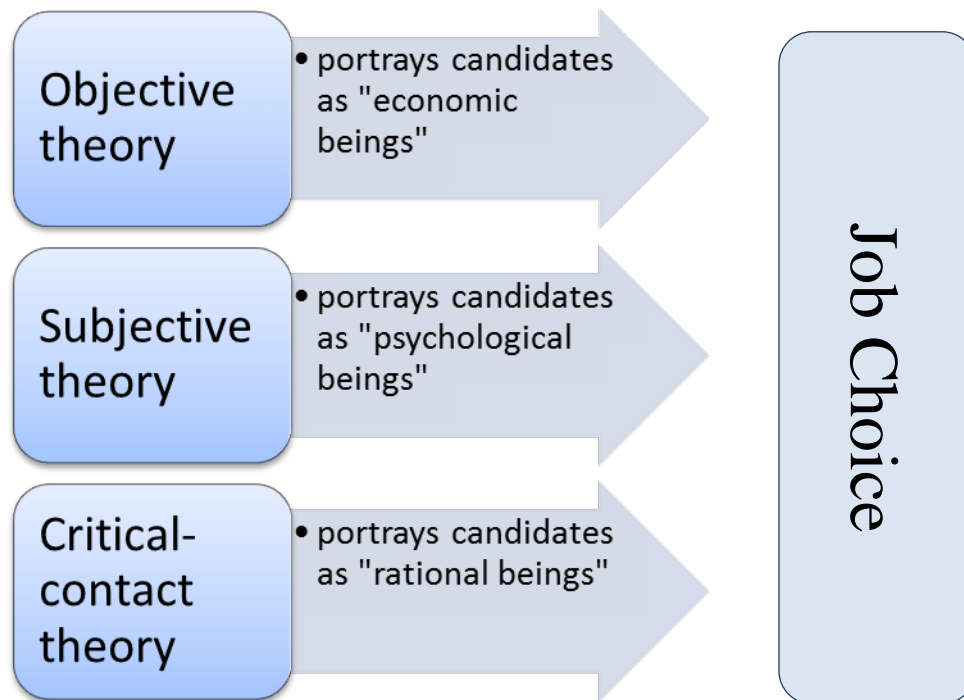 Objective
theory
• portrays candidates
as "economic
beings"
Subjective
theory
• portrays candidates
as "psychological
beings"
Critical-
contact
theory
• portrays candidates
as "rational beings"
Job Choice